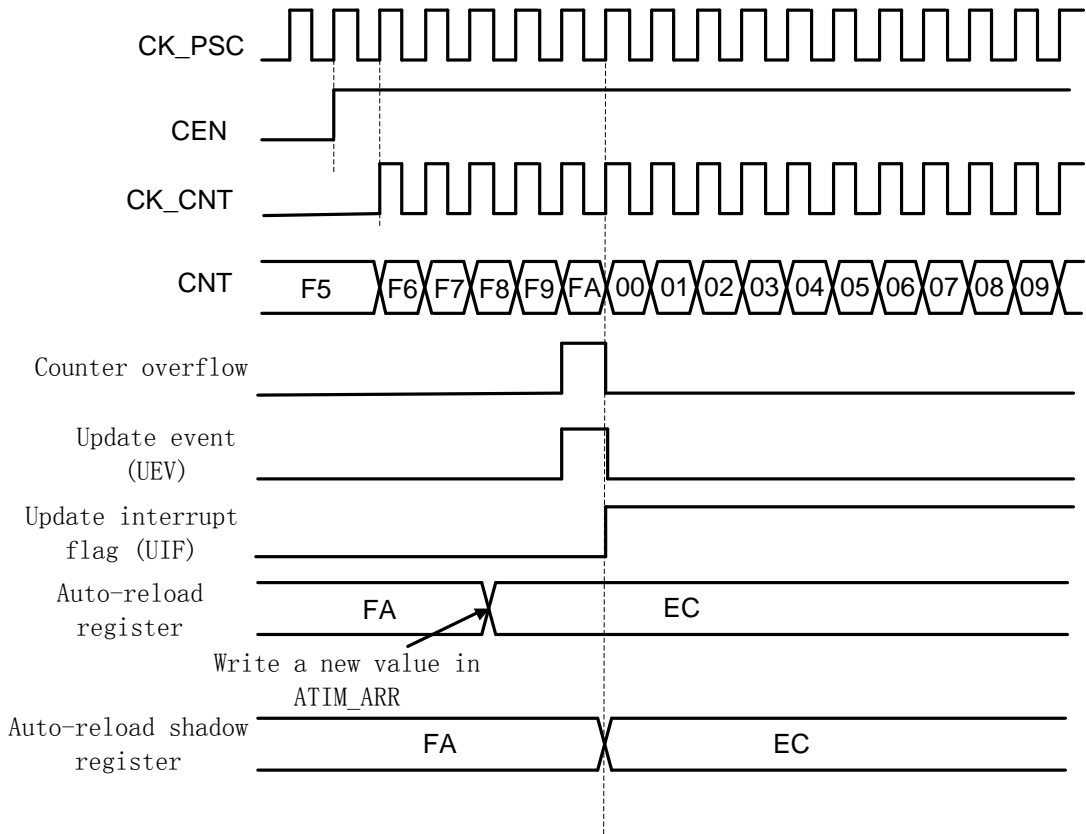 CK_PSC
CEN
CK_CNT
CNT
F5 F6 F7 F8 F9 FA 00 01 02 03 04 05 06 07 08 09
Counter overflow
Update event
(UEV)
Update interrupt
flag (UIF)
Auto-reload
register
FA EC
Write a new value in
ATIM_ARR
Auto-reload shadow
register
FA EC